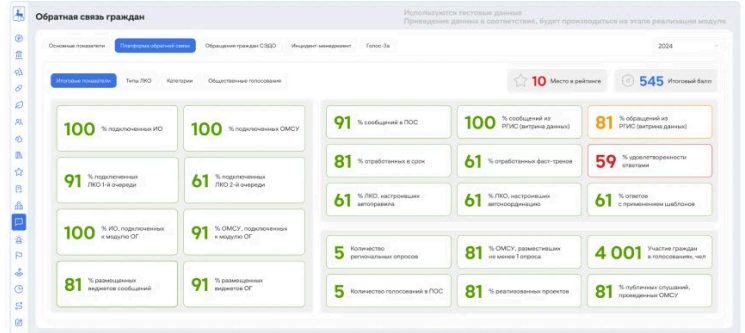 Обратная связь граждан
Используются тестовые данные
Приведение данных в соответствие, будет производиться на этапе реализации модуля
Основные показатели
Платформа обратной связи
Обращения граждан СЭДО
Инцидент-менеджмент
Голос-За
2024
Итоговые показатели
Типы ЛКО
Категории
Общественные голосования
10 Место в рейтинге
545 Итоговый балл
100 % подключенных ИО
100 % подключенных ОМСУ
91 % подключенных
ЛКО 1-й очереди
61 % подключенных
ЛКО 2-й очереди
100 % ИО, подключенных
к модулю ОГ
91 % ОМСУ, подключенных
к модулю ОГ
81 % размещенных
виджетов сообщений
91 % размещенных
виджетов ОГ
91 % сообщений в ПОС
100 % сообщений из
РГИС (витрина данных)
81 % обращений из
РГИС (витрина данных)
81 % отработанных в срок
61 % отработанных фаст-треков
59 % удовлетворенности
ответами
61 % ЛКО, настроивших
автоправила
61 % ЛКО, настроивших
автокоординацию
61 % ответов
с применением шаблонов
5 Количество
региональных опросов
81 % ОМСУ, разместивших
не менее 1 опроса
4 001 Участие граждан
в голосованиях, чел
5 Количество голосований в ПОС
81 % реализованных проектов
81 % публичных слушаний,
проведенных ОМСУ